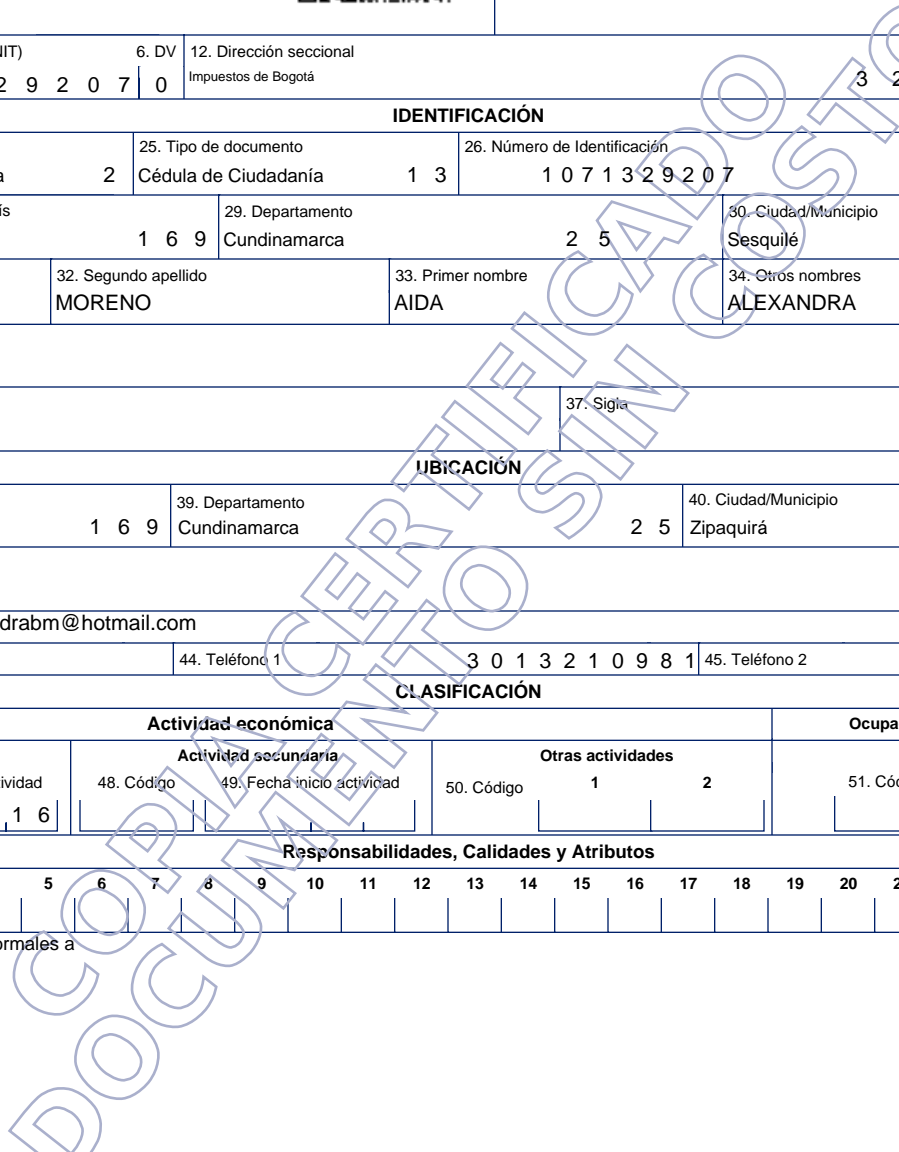 6. DV 12. Dirección seccional
2 9 2 0 7 0 Impuestos de Bogotá 3 2
IDENTIFICACIÓN
25. Tipo de documento 26. Número de Identificación
2 Cédula de Ciudadanía 1 3 1 0 7 1 3 2 9 2 0 7
29. Departamento 30. Ciudad/Municipio
1 6 9 Cundinamarca 2 5 Sesquilé
32. Segundo apellido 33. Primer nombre 34. Otros nombres
MORENO AIDA ALEXANDRA
37. Sigla
UBICACIÓN
39. Departamento 40. Ciudad/Municipio
1 6 9 Cundinamarca 2 5 Zipaquirá
drabm@hotmail.com
44. Teléfono 1 3 0 1 3 2 1 0 9 8 1 45. Teléfono 2
CLASIFICACIÓN
Actividad económica Ocupa
Actividad secundaria Otras actividades
ividad 48. Código 49. Fecha inicio actividad 50. Código 1 2 51. Cód
1 6
Responsabilidades, Calidades y Atributos
5 6 7 8 9 10 11 12 13 14 15 16 17 18 19 20
ormales a
COPIA CERTIFICADO
DOCUMENTO SIN COSTO